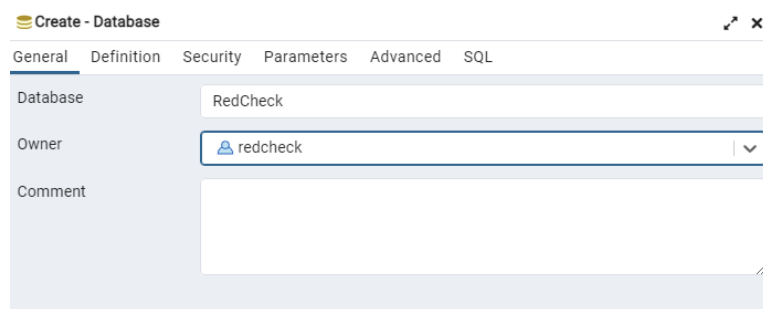 Create - Database
General Definition Security Parameters Advanced SQL
Database RedCheck
Owner redcheck
Comment